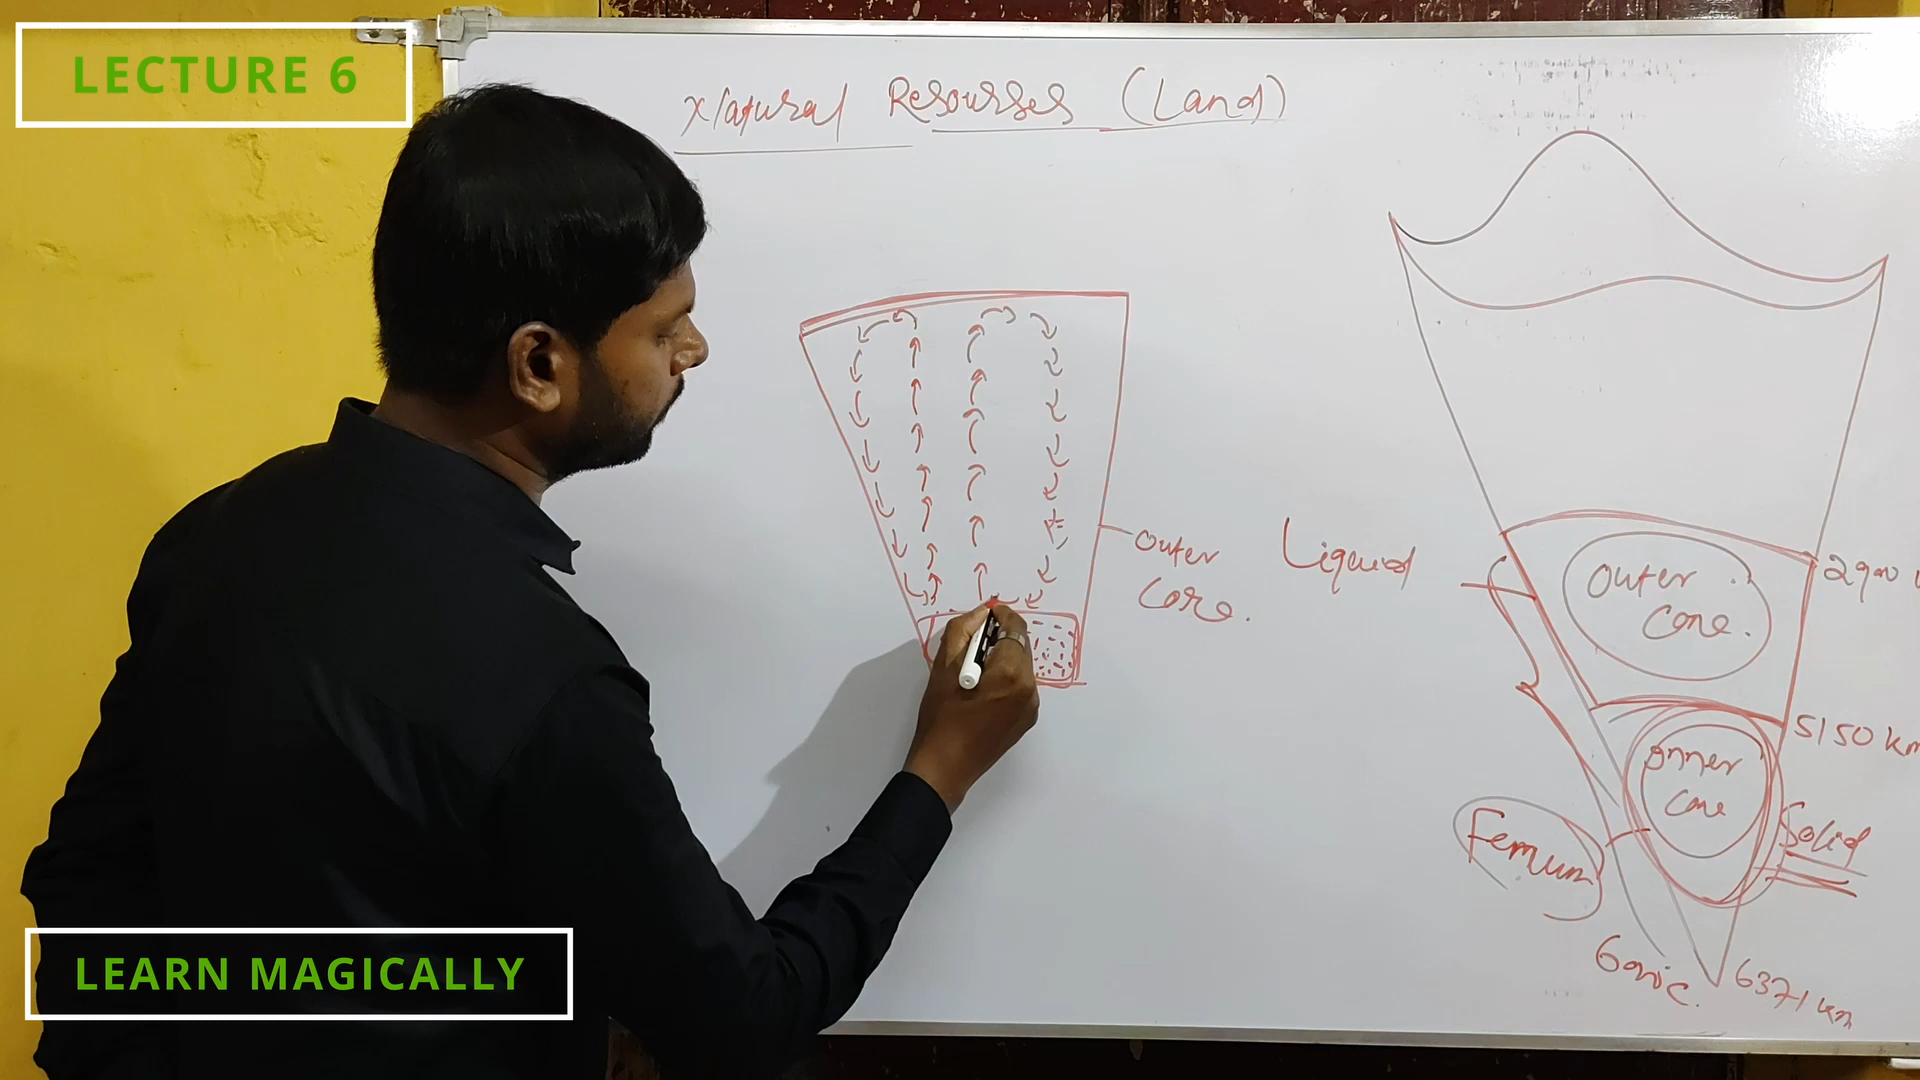 LECTURE 6
Natural Resourses (Land)
Outer
Core.
Liquid
Outer
Core.
2900
5150 km
Inner
Core
Solid
Ferrum
6371 km
LEARN MAGICALLY